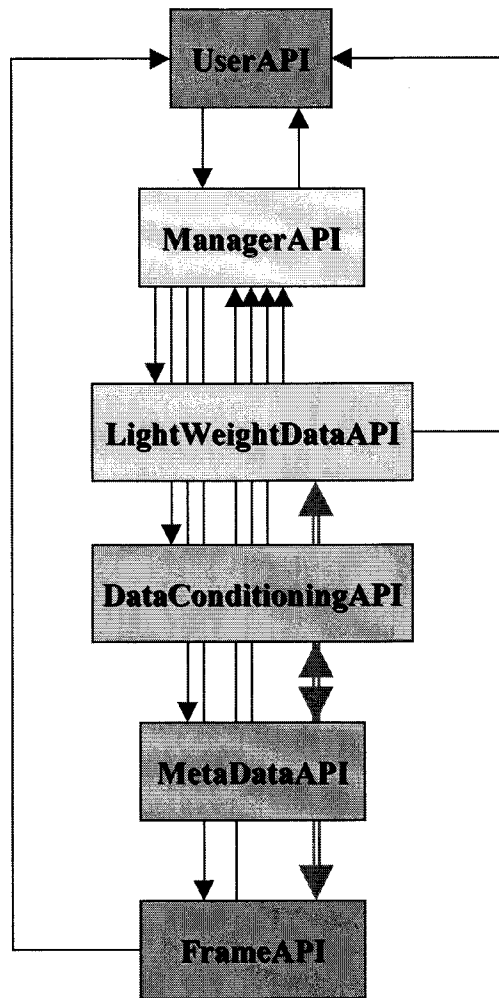 UserAPI
ManagerAPI
LightWeightDataAPI
DataConditioningAPI
MetaDataAPI
FrameAPI